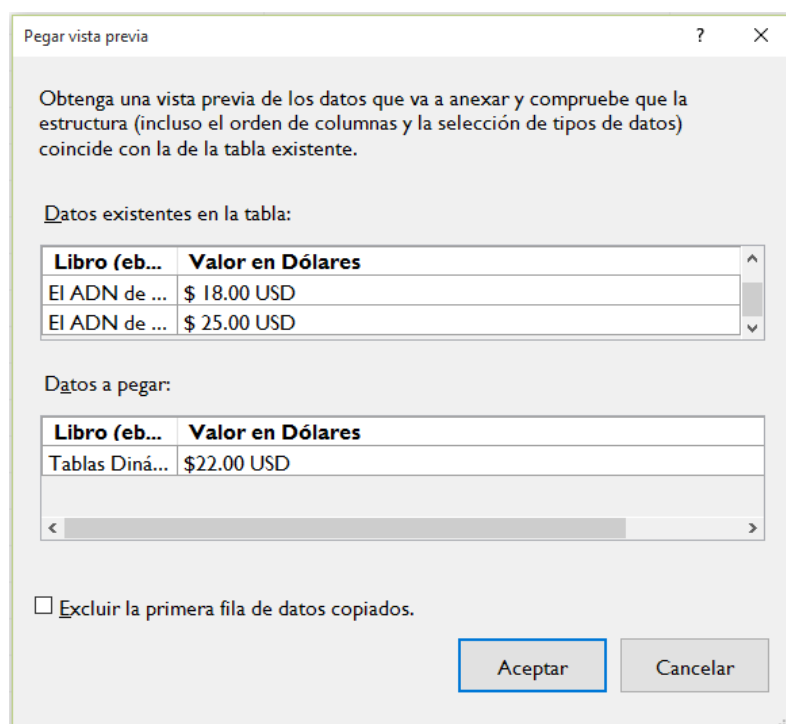 Pegar vista previa
?
Obtenga una vista previa de los datos que va a anexar y compruebe que la
estructura (incluso el orden de columnas y la selección de tipos de datos)
coincide con la de la tabla existente.
Datos existentes en la tabla:
Libro (eb... Valor en Dólares
El ADN de ... $ 18.00 USD
El ADN de ... $ 25.00 USD
Datos a pegar:
Libro (eb... Valor en Dólares
Tablas Diná... $22.00 USD
Excluir la primera fila de datos copiados.
Aceptar Cancelar